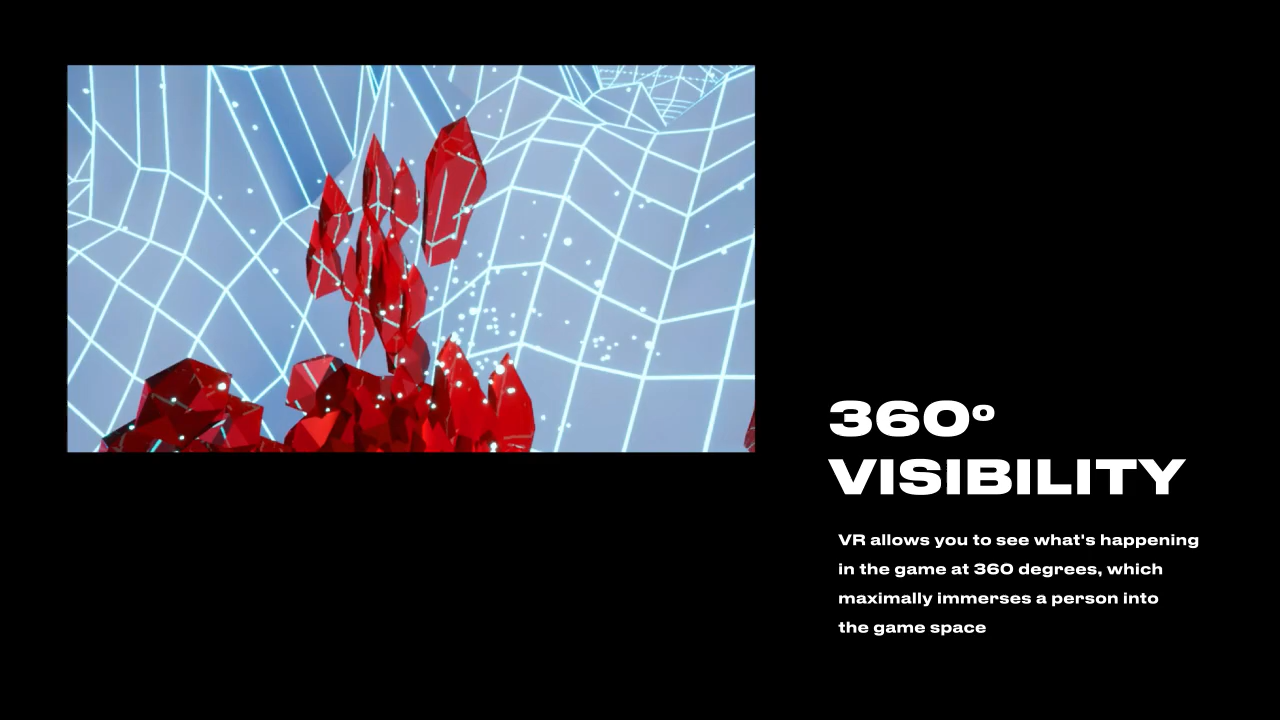 360º
VISIBILITY
VR allows you to see what's happening
in the game at 360 degrees, which
maximally immerses a person into
the game space